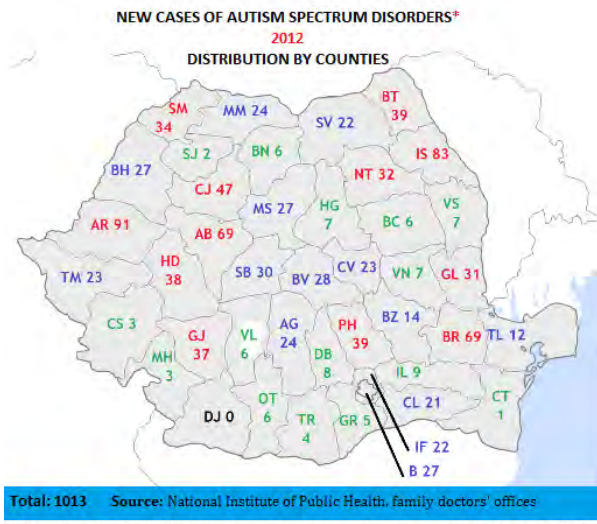 NEW CASES OF AUTISM SPECTRUM DISORDERS*
2012
DISTRIBUTION BY COUNTIES
SM
34
MM 24
SV 22
BT
39
SJ 2
BN 6
IS 83
BH 27
CJ 47
NT 32
MS 27
HG
7
BC 6
VS
7
AR 91
AB 69
HD
38
TM 23
SB 30
BV 28
CV 23
VN 7
GL 31
CS 3
MH
3
GJ
37
VL
6
AG
24
DB
8
PH
39
BZ 14
BR 69
TL 12
IL 9
DJ 0
OT
6
TR
4
GR 5
CL 21
CT
1
IF 22
B 27
Total: 1013 Source: National Institute of Public Health, family doctors' offices